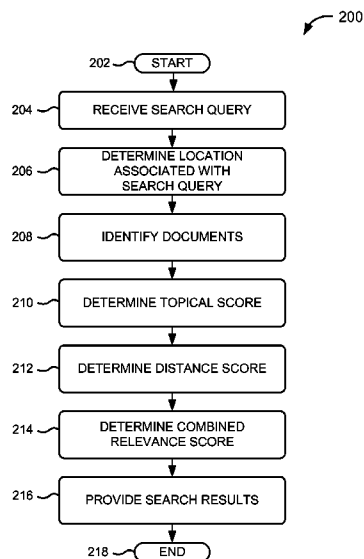 200
202 START
204 RECEIVE SEARCH QUERY
206 DETERMINE LOCATION
ASSOCIATED WITH
SEARCH QUERY
208 IDENTIFY DOCUMENTS
210 DETERMINE TOPICAL SCORE
212 DETERMINE DISTANCE SCORE
214 DETERMINE COMBINED
RELEVANCE SCORE
216 PROVIDE SEARCH RESULTS
218 END